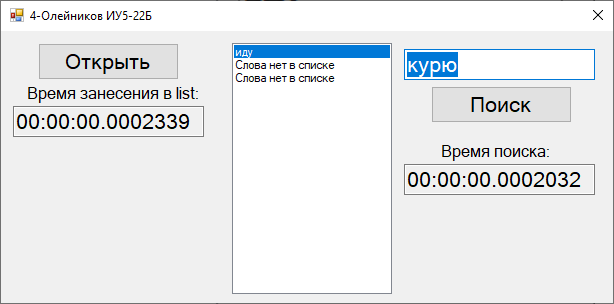 4-Олейников ИУ5-22Б
Открыть
Время занесения в list:
00:00:00.0002339
иду
Слова нет в списке
Слова нет в списке
курю
Поиск
Время поиска:
00:00:00.0002032